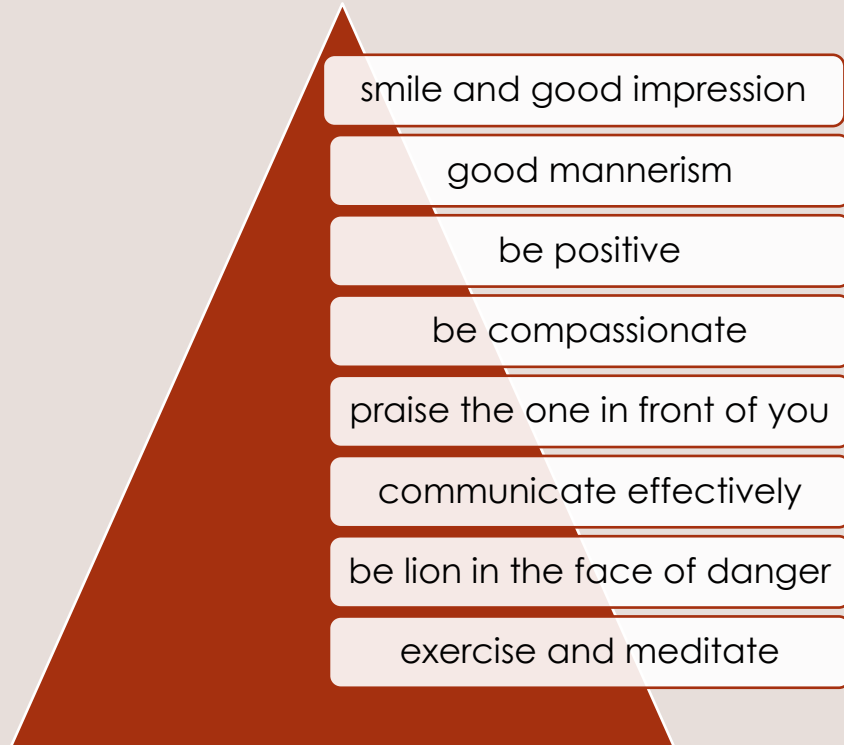 smile and good impression
good mannerism
be positive
be compassionate
praise the one in front of you
communicate effectively
be lion in the face of danger
exercise and meditate